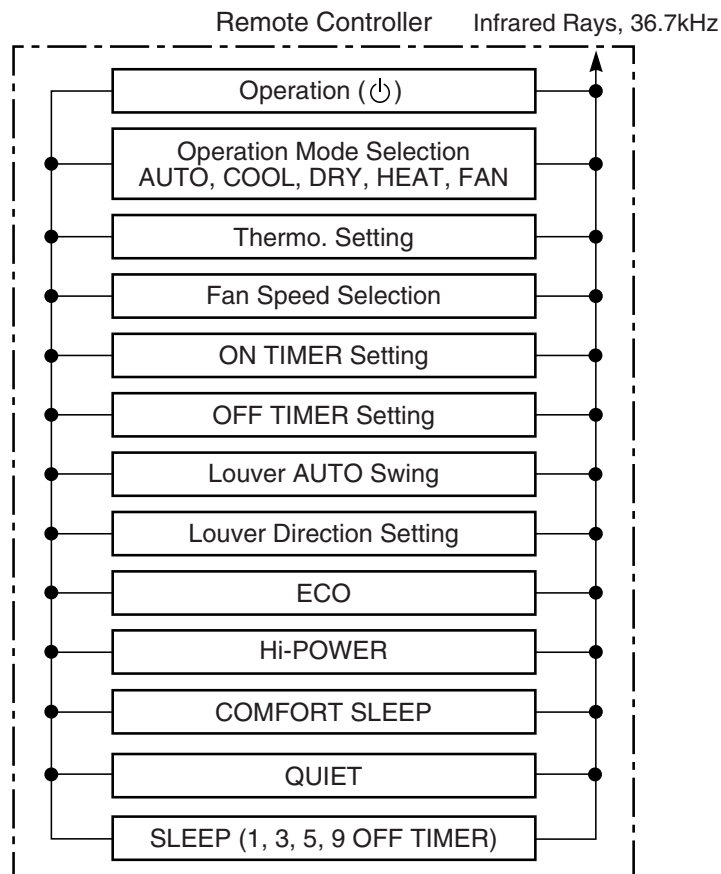 Remote Controller
Infrared Rays, 36.7kHz
Operation (⏻)
Operation Mode Selection
AUTO, COOL, DRY, HEAT, FAN
Thermo. Setting
Fan Speed Selection
ON TIMER Setting
OFF TIMER Setting
Louver AUTO Swing
Louver Direction Setting
ECO
Hi-POWER
COMFORT SLEEP
QUIET
SLEEP (1, 3, 5, 9 OFF TIMER)